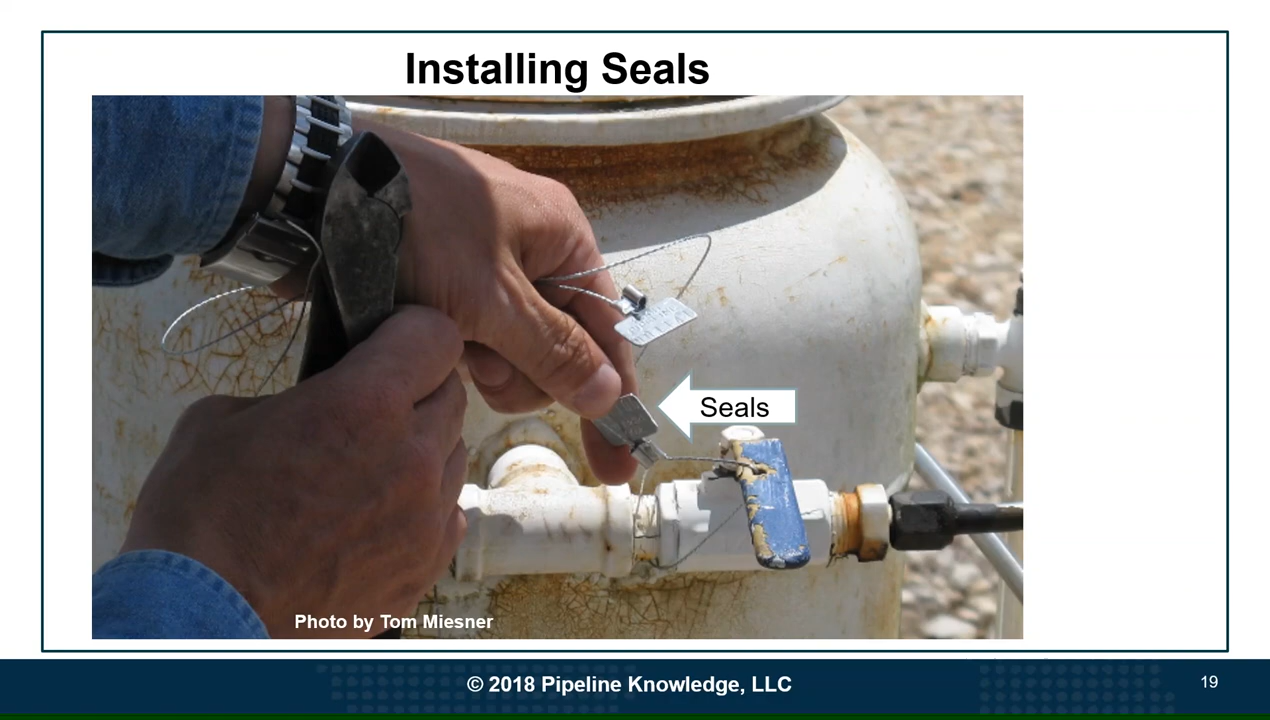 Installing Seals
Seals
Photo by Tom Miesner
© 2018 Pipeline Knowledge, LLC
19